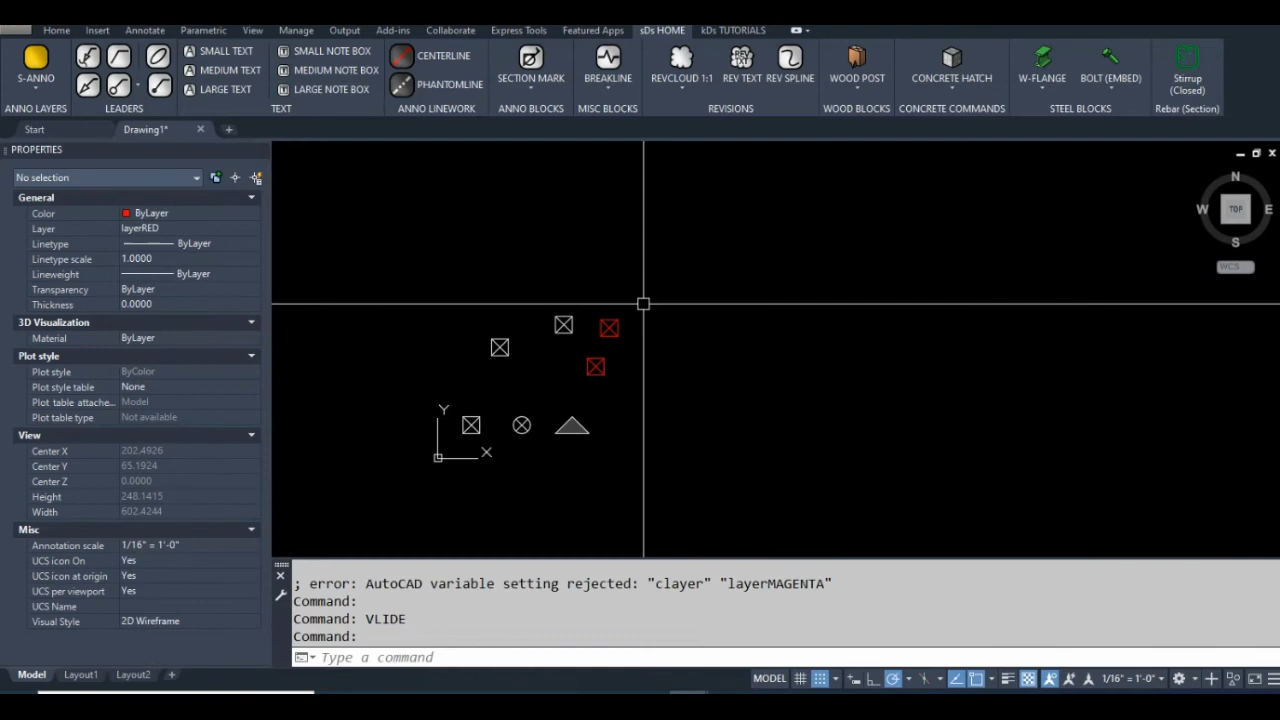 Home Insert Annotate Parametric View Manage Output Add-ins Collaborate Express Tools Featured Apps sDs HOME kDs TUTORIALS
S-ANNO
ANNO LAYERS
LEADERS
A SMALL TEXT
A MEDIUM TEXT
A LARGE TEXT
SMALL NOTE BOX
MEDIUM NOTE BOX
LARGE NOTE BOX
TEXT
CENTERLINE
PHANTOMLINE
ANNO LINEWORK
SECTION MARK
ANNO BLOCKS
BREAKLINE
MISC BLOCKS
REVCLOUD 1:1 REV TEXT REV SPLINE
REVISIONS
WOOD POST
WOOD BLOCKS
CONCRETE HATCH
CONCRETE COMMANDS
W-FLANGE BOLT (EMBED)
STEEL BLOCKS
Stirrup
(Closed)
Rebar (Section)
Start Drawing1*
PROPERTIES
No selection
General
Color ByLayer
Layer layerRED
Linetype ByLayer
Linetype scale 1.0000
Lineweight ByLayer
Transparency ByLayer
Thickness 0.0000
3D Visualization
Material ByLayer
Plot style
Plot style ByColor
Plot style table None
Plot table attache... Model
Plot table type Not available
View
Center X 202.4926
Center Y 65.1924
Center Z 0.0000
Height 248.1415
Width 602.4244
Misc
Annotation scale 1/16" = 1'-0"
UCS icon On Yes
UCS icon at origin Yes
UCS per viewport Yes
UCS Name
Visual Style 2D Wireframe
N
W TOP E
S
WCS
Y
X
; error: AutoCAD variable setting rejected: "clayer" "layerMAGENTA"
Command:
Command: VLIDE
Command:
Type a command
Model Layout1 Layout2 +
MODEL 1/16" = 1'-0"